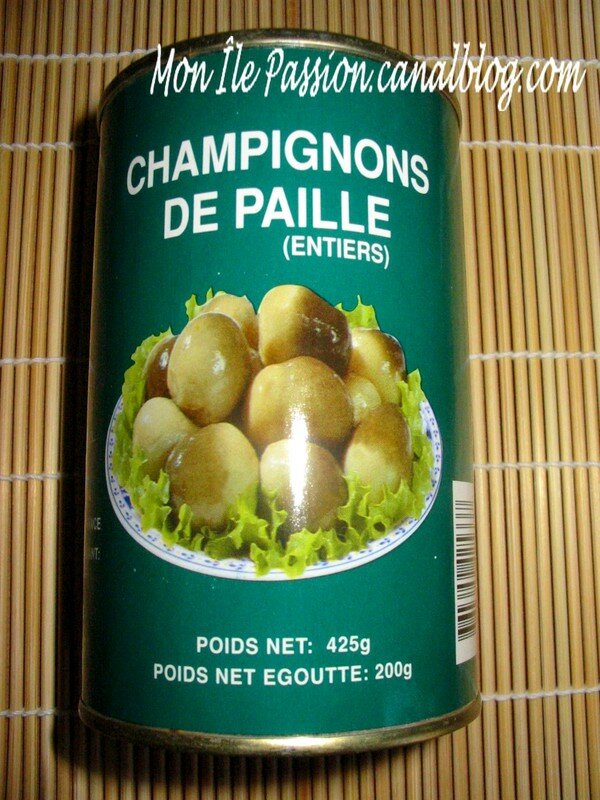 Mon Île Passion.canalblog.com
CHAMPIGNONS
DE PAILLE
(ENTIERS)
POIDS NET: 425g
POIDS NET EGOUTTE: 200g